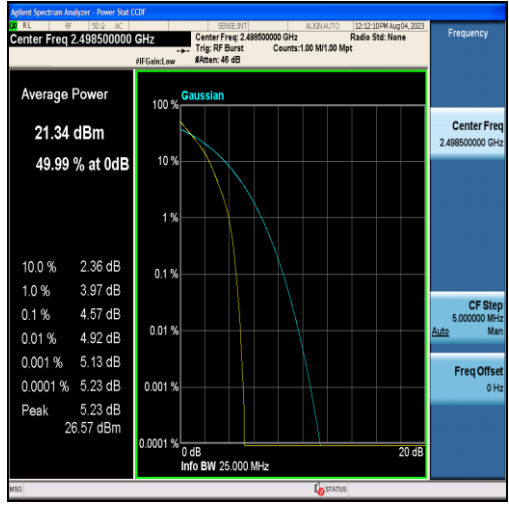 Agilent Spectrum Analyzer - Power Stat CCDF
RL RF 50 Ω AC SENSE:INT ALIGN AUTO 12:12:10 PM Aug 04, 2023
Center Freq 2.498500000 GHz
Center Freq: 2.498500000 GHz Radio Std: None
Trig: RF Burst Counts:1.00 M/1.00 Mpt
#IFGain:Low #Atten: 46 dB
Frequency
Average Power
21.34 dBm
49.99 % at 0dB
10.0 % 2.36 dB
1.0 % 3.97 dB
0.1 % 4.57 dB
0.01 % 4.92 dB
0.001 % 5.13 dB
0.0001 % 5.23 dB
Peak 5.23 dB
26.57 dBm
Gaussian
100 %
10 %
1 %
0.1 %
0.01 %
0.001 %
0.0001 %
0 dB 20 dB
Info BW 25.000 MHz
Center Freq
2.498500000 GHz
CF Step
5.000000 MHz
Auto Man
Freq Offset
0 Hz
MSG STATUS